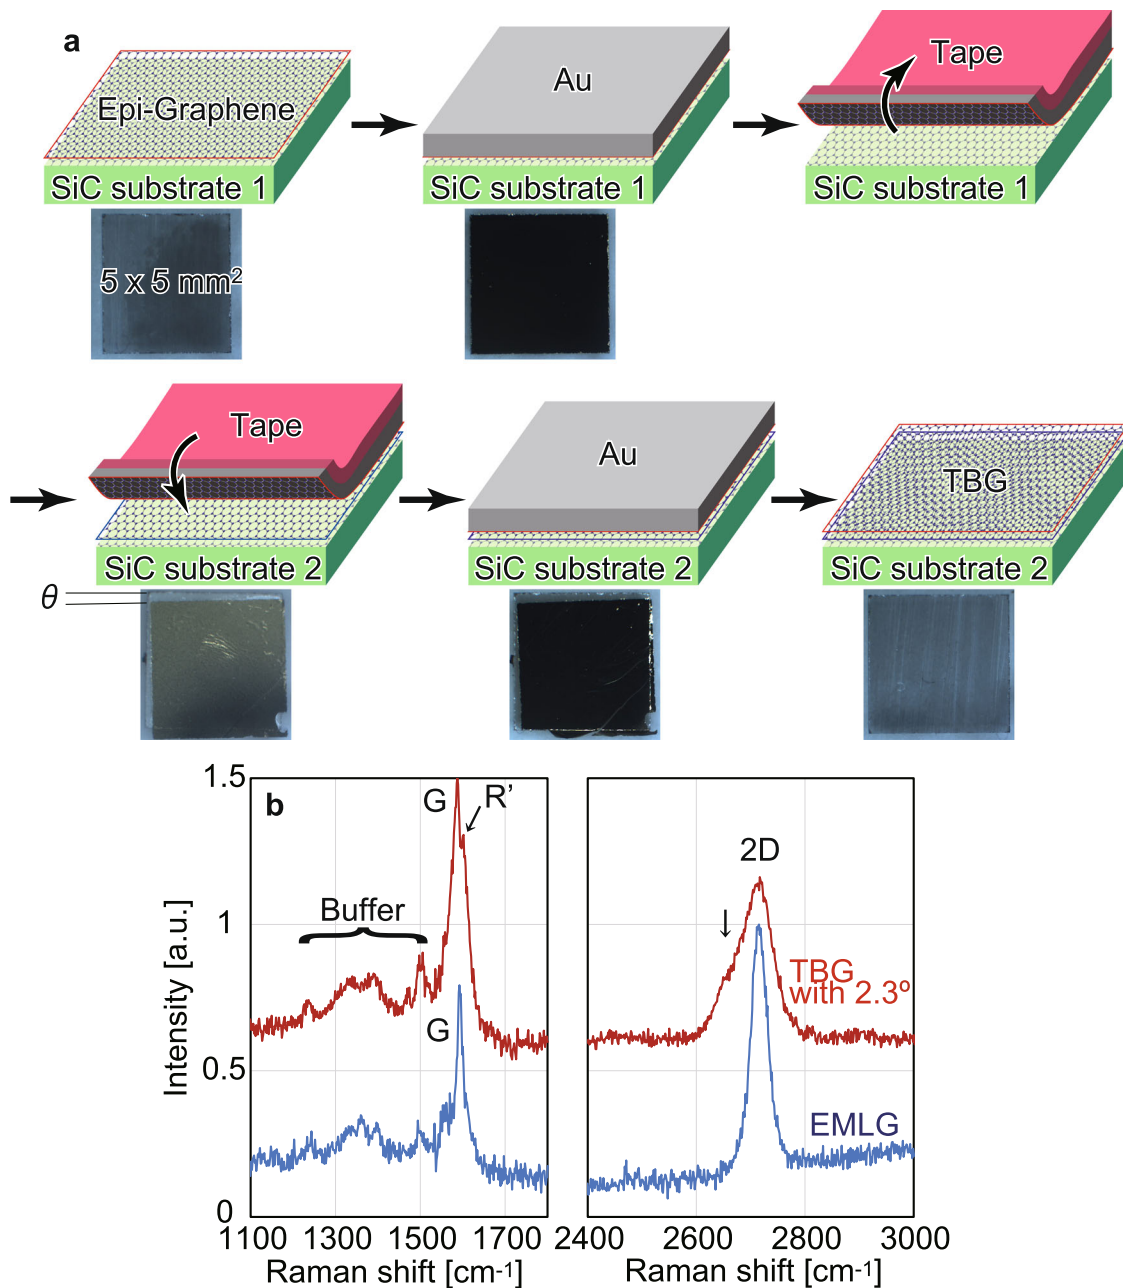 a
Epi-Graphene
SiC substrate 1
5 x 5 mm²
Au
SiC substrate 1
Tape
SiC substrate 1
Tape
SiC substrate 2
θ
Au
SiC substrate 2
TBG
SiC substrate 2
b
Intensity [a.u.]
1.5
1
0.5
0
G
R’
Buffer
G
1100
1300
1500
1700
Raman shift [cm⁻¹]
2D
TBG
with 2.3º
EMLG
2400
2600
2800
3000
Raman shift [cm⁻¹]